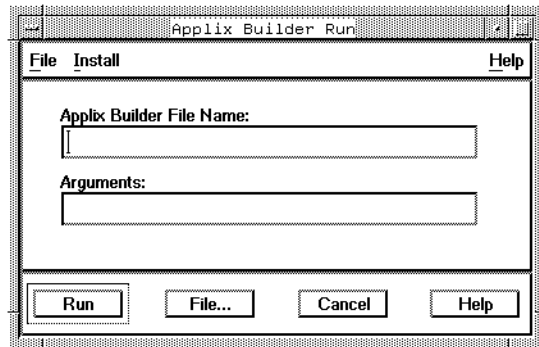 Applix Builder Run
File Install Help
Applix Builder File Name:
Arguments:
Run File... Cancel Help